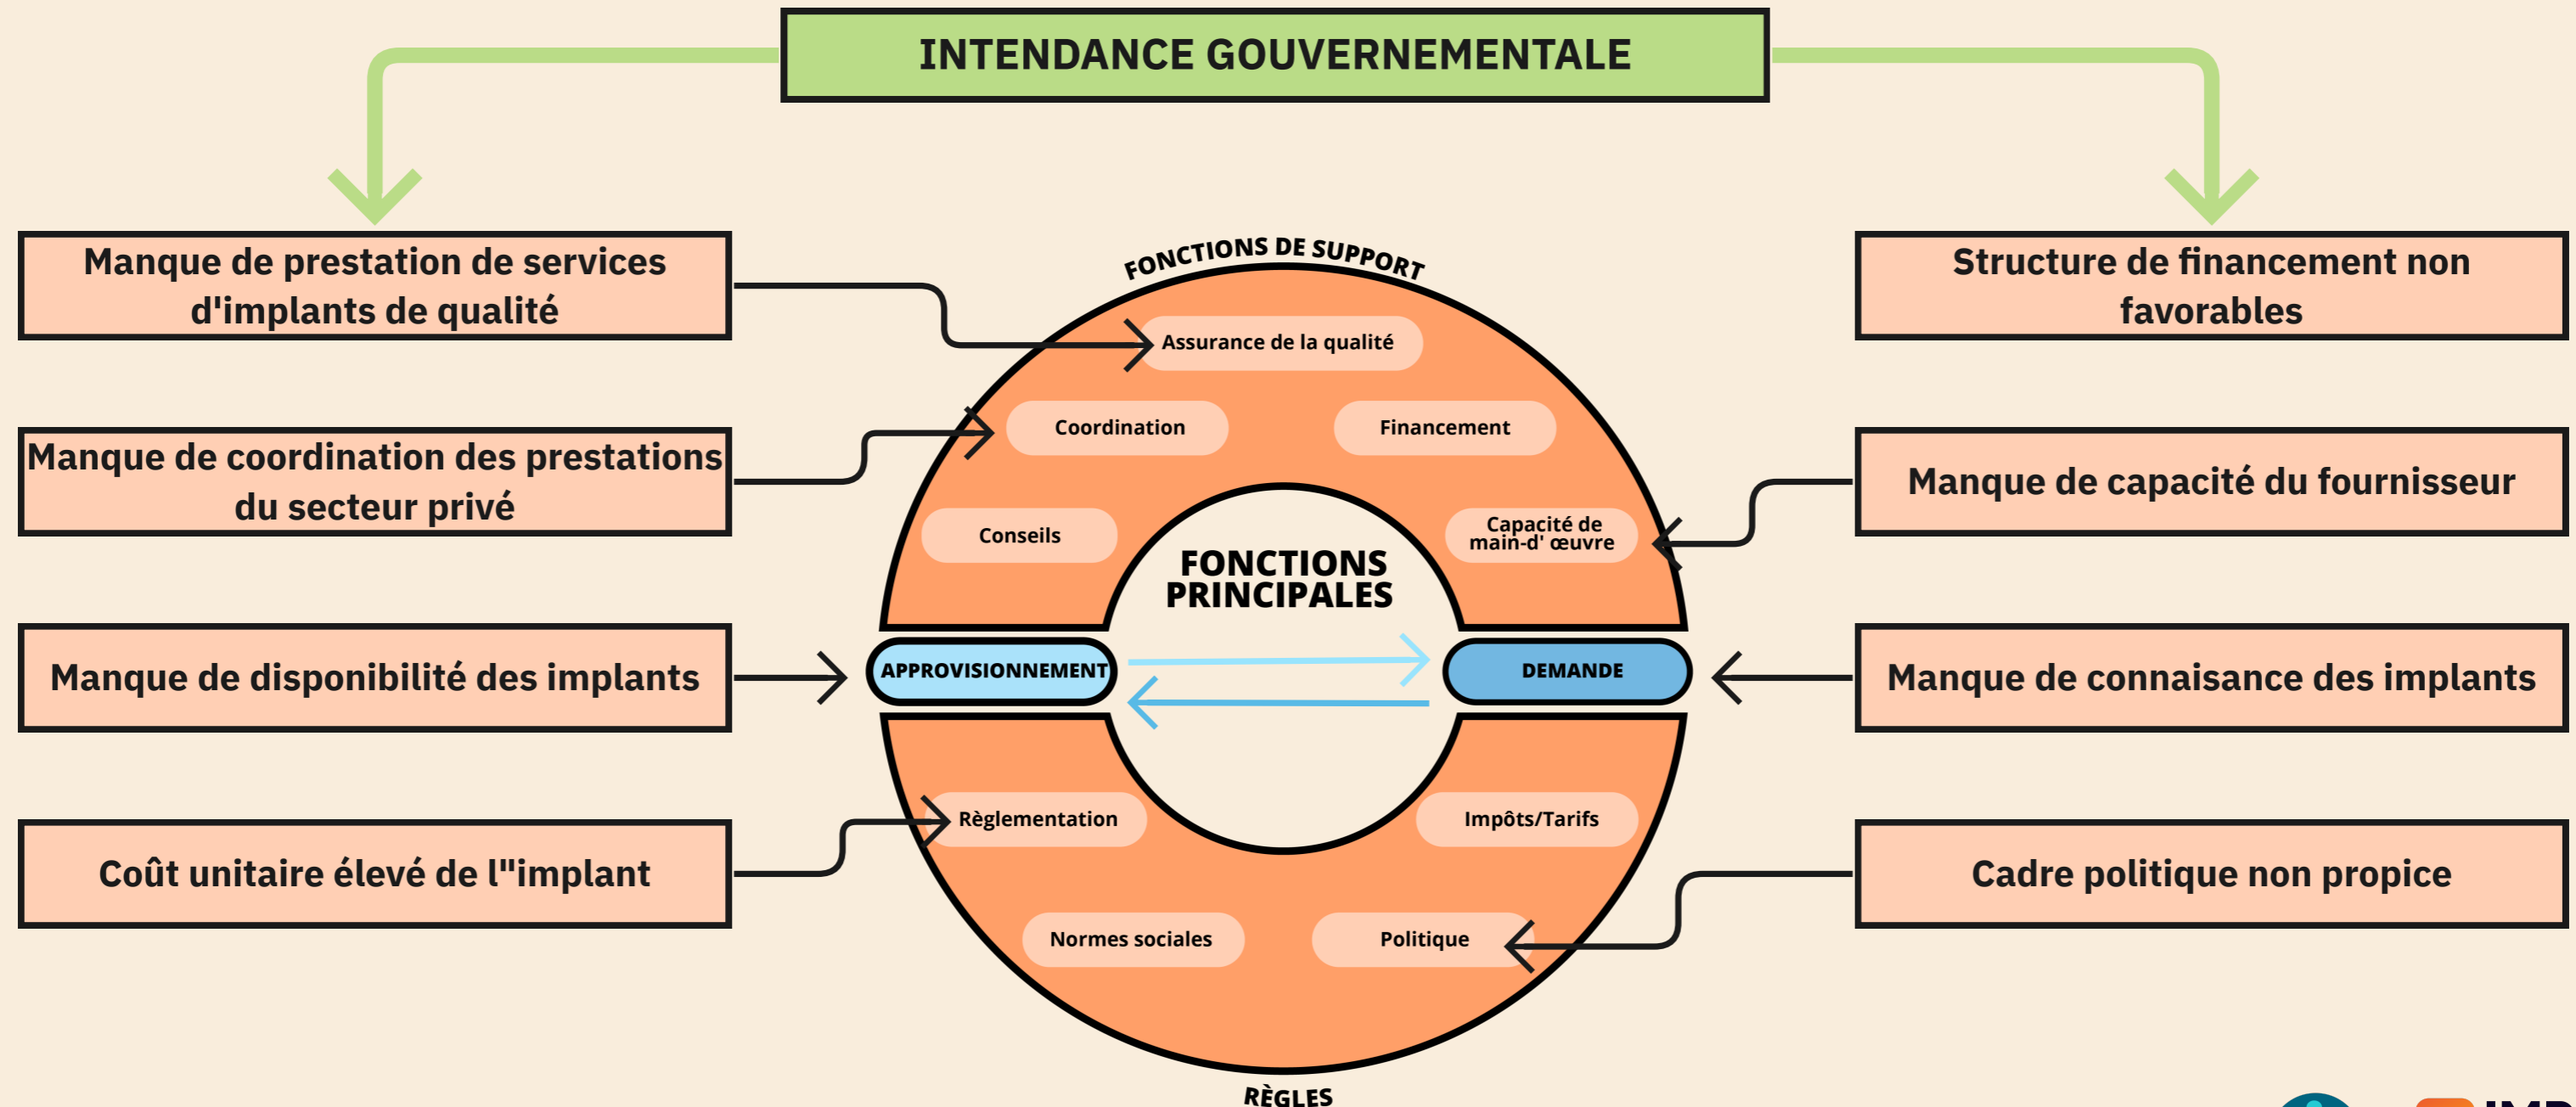 INTENDANCE GOUVERNEMENTALE
Manque de prestation de services
d'implants de qualité
Manque de coordination des prestations
du secteur privé
Manque de disponibilité des implants
Coût unitaire élevé de l"implant
FONCTIONS DE SUPPORT
Assurance de la qualité
Coordination
Financement
Conseils
Capacité de
main-d' œuvre
FONCTIONS
PRINCIPALES
APPROVISIONNEMENT
DEMANDE
Règlementation
Impôts/Tarifs
Normes sociales
Politique
RÈGLES
Structure de financement non
favorables
Manque de capacité du fournisseur
Manque de connaisance des implants
Cadre politique non propice